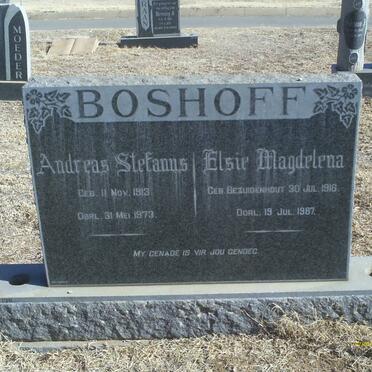 MOEDER
BOSHOFF
Andreas Stefanus
GEB. 11 NOV. 1913
OORL. 31 MEI 1973
Elsie Magdelena
GEB BEZUIDENHOUT 30 JUL. 1916
OORL. 19 JUL. 1987.
MY GENADE IS VIR JOU GENOEG.